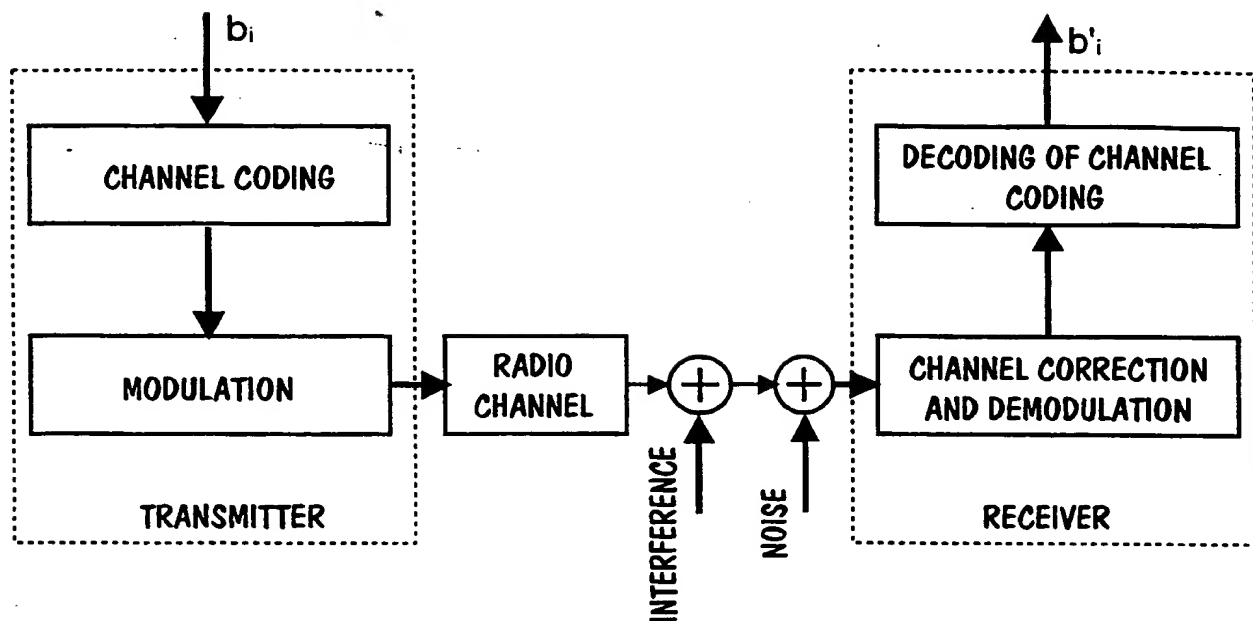 bi
CHANNEL CODING
MODULATION
TRANSMITTER
RADIO
CHANNEL
INTERFERENCE
NOISE
b'i
DECODING OF CHANNEL
CODING
CHANNEL CORRECTION
AND DEMODULATION
RECEIVER